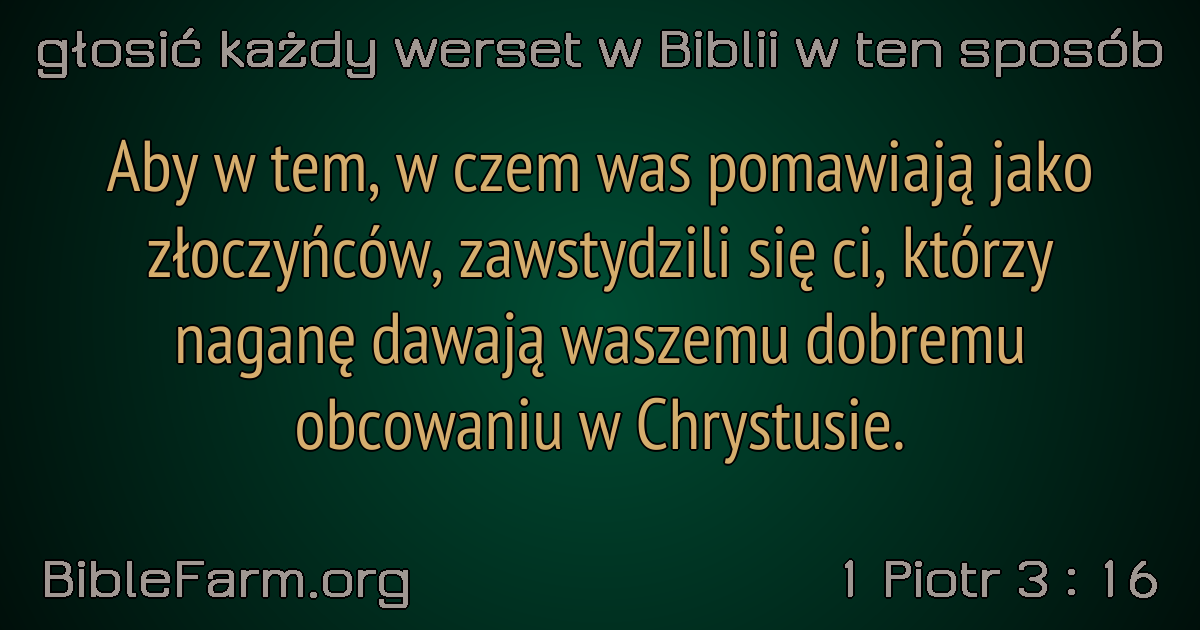 głosić każdy werset w Biblii w ten sposób
Aby w tem, w czem was pomawiają jako
złoczyńców, zawstydzili się ci, którzy
naganę dawają waszemu dobremu
obcowaniu w Chrystusie.
BibleFarm.org
1 Piotr 3 : 16